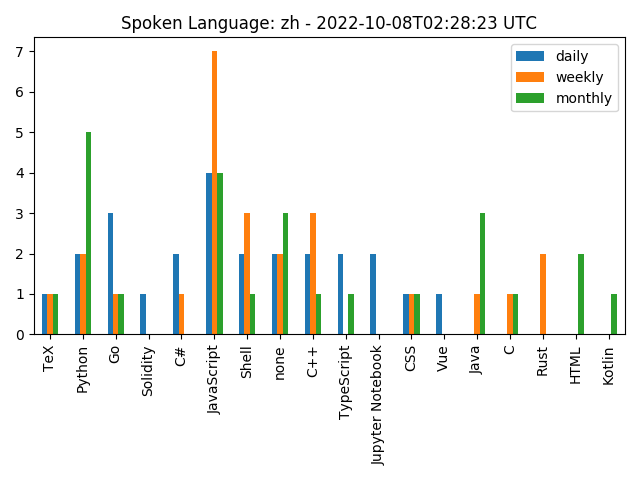 Spoken Language: zh - 2022-10-08T02:28:23 UTC
daily
weekly
monthly
7
6
5
4
3
2
1
0
TeX
Python
Go
Solidity
C#
JavaScript
Shell
none
C++
TypeScript
Jupyter Notebook
CSS
Vue
Java
C
Rust
HTML
Kotlin